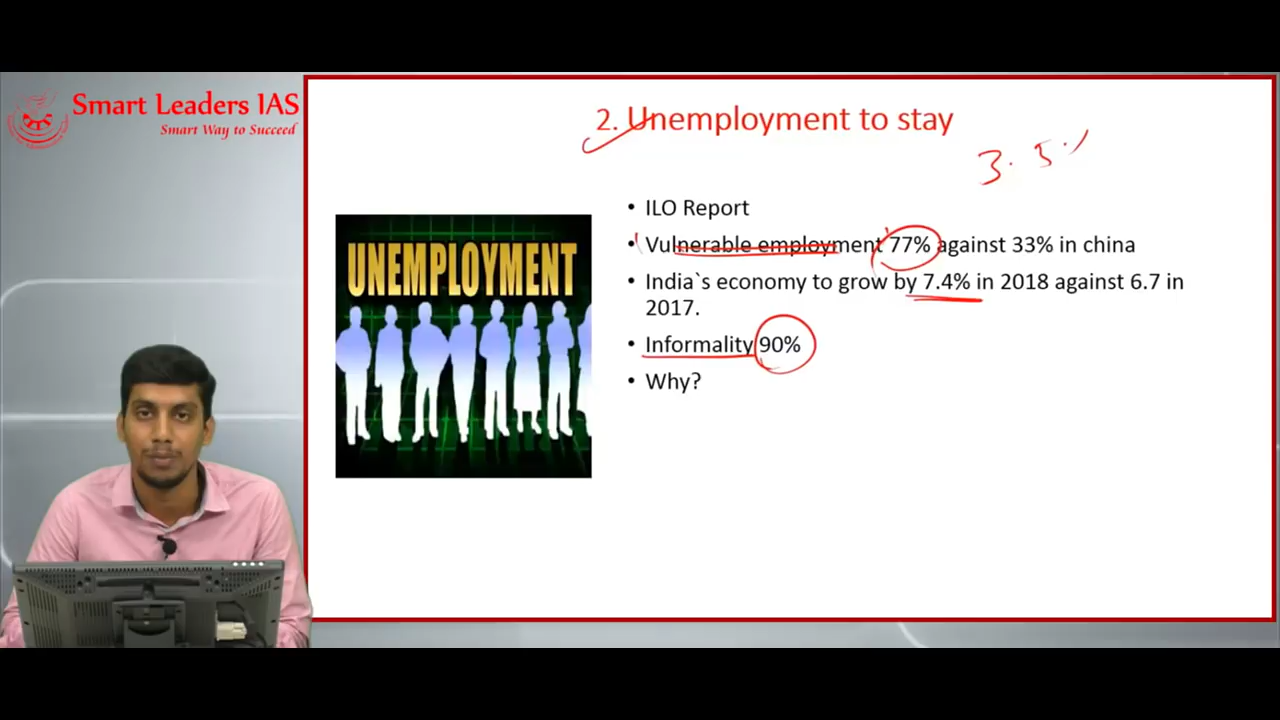 Smart Leaders IAS
Smart Way to Succeed
2. Unemployment to stay
3.5%
• ILO Report
• Vulnerable employment 77% against 33% in china
• India`s economy to grow by 7.4% in 2018 against 6.7 in
2017.
• Informality 90%
• Why?
UNEMPLOYMENT